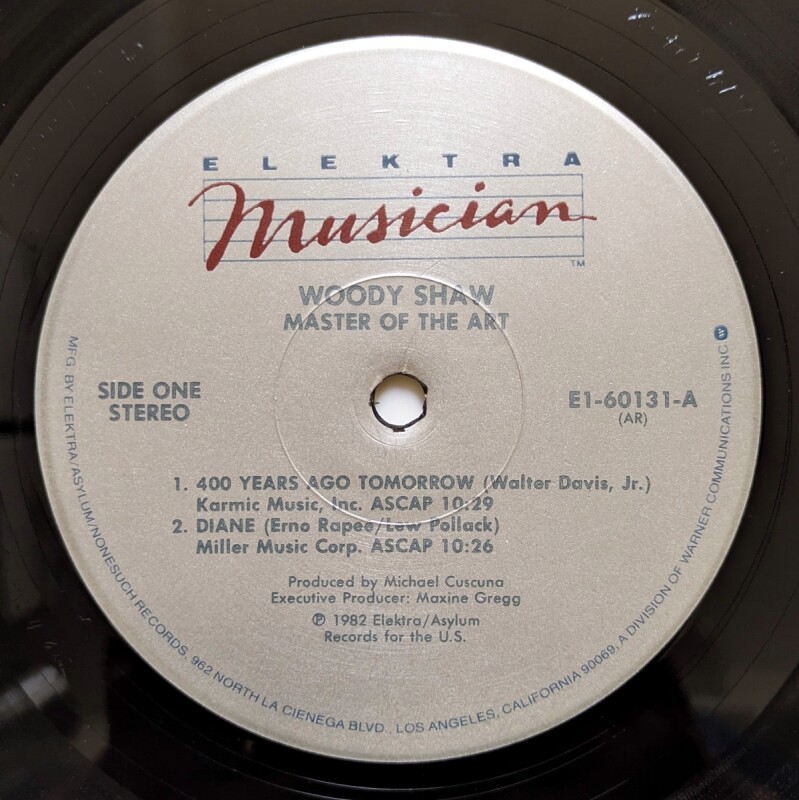 ELEKTRA
Musician
TM
WOODY SHAW
MASTER OF THE ART
SIDE ONE
STEREO
E1-60131-A
(AR)
1. 400 YEARS AGO TOMORROW (Walter Davis, Jr.)
Karmic Music, Inc. ASCAP 10:29
2. DIANE (Erno Rapee/Lew Pollack)
Miller Music Corp. ASCAP 10:26
Produced by Michael Cuscuna
Executive Producer: Maxine Gregg
℗ 1982 Elektra/Asylum
Records for the U.S.
MFG. BY ELEKTRA/ASYLUM/NONESUCH RECORDS, 962 NORTH LA CIENEGA BLVD., LOS ANGELES, CALIFORNIA 90069, A DIVISION OF WARNER COMMUNICATIONS INC